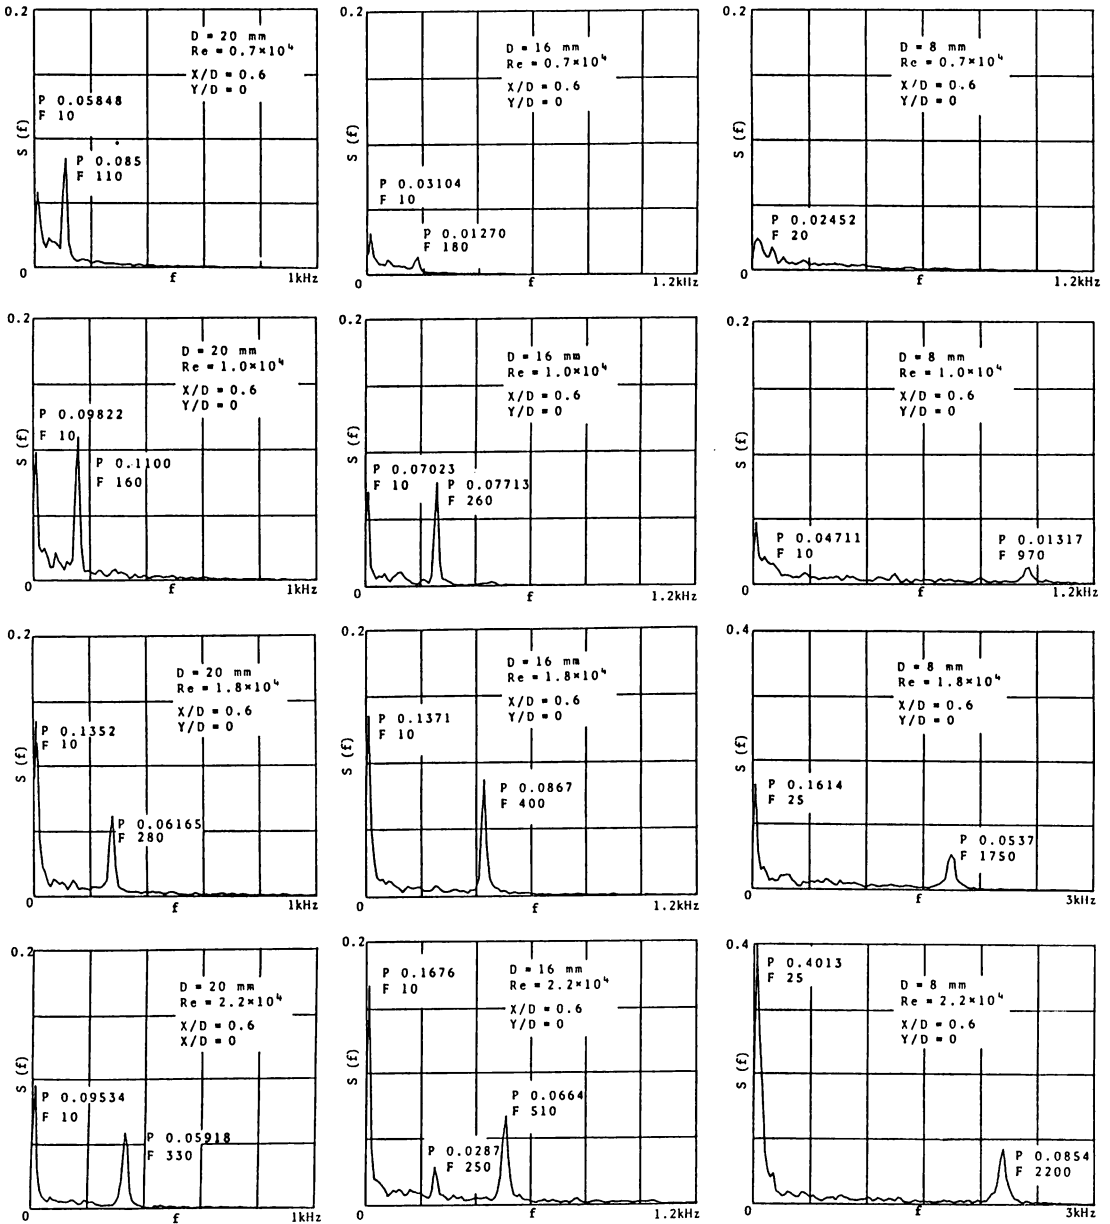 0.2
D = 20 mm
Re = 0.7×10⁴
X/D = 0.6
Y/D = 0
P 0.05848
F 10
P 0.085
F 110
S (f)
0
f
1kHz
0.2
D = 16 mm
Re = 0.7×10⁴
X/D = 0.6
Y/D = 0
P 0.03104
F 10
P 0.01270
F 180
S (f)
0
f
1.2kHz
0.2
D = 8 mm
Re = 0.7×10⁴
X/D = 0.6
Y/D = 0
P 0.02452
F 20
S (f)
0
f
1.2kHz
0.2
D = 20 mm
Re = 1.0×10⁴
X/D = 0.6
Y/D = 0
P 0.09822
F 10
P 0.1100
F 160
S (f)
0
f
1kHz
0.2
D = 16 mm
Re = 1.0×10⁴
X/D = 0.6
Y/D = 0
P 0.07023
F 10
P 0.07713
F 260
S (f)
0
f
1.2kHz
0.2
D = 8 mm
Re = 1.0×10⁴
X/D = 0.6
Y/D = 0
P 0.04711
F 10
P 0.01317
F 970
S (f)
0
f
1.2kHz
0.2
D = 20 mm
Re = 1.8×10⁴
X/D = 0.6
Y/D = 0
P 0.1352
F 10
P 0.06165
F 280
S (f)
0
f
1kHz
0.2
D = 16 mm
Re = 1.8×10⁴
X/D = 0.6
Y/D = 0
P 0.1371
F 10
P 0.0867
F 400
S (f)
0
f
1.2kHz
0.4
D = 8 mm
Re = 1.8×10⁴
X/D = 0.6
Y/D = 0
P 0.1614
F 25
P 0.0537
F 1750
S (f)
0
f
3kHz
0.2
D = 20 mm
Re = 2.2×10⁴
X/D = 0.6
X/D = 0
P 0.09534
F 10
P 0.05918
F 330
S (f)
0
f
1kHz
0.2
P 0.1676
F 10
D = 16 mm
Re = 2.2×10⁴
X/D = 0.6
Y/D = 0
P 0.0664
F 510
P 0.0287
F 250
S (f)
0
f
1.2kHz
0.4
P 0.4013
F 25
D = 8 mm
Re = 2.2×10⁴
X/D = 0.6
Y/D = 0
P 0.0854
F 2200
S (f)
0
f
3kHz